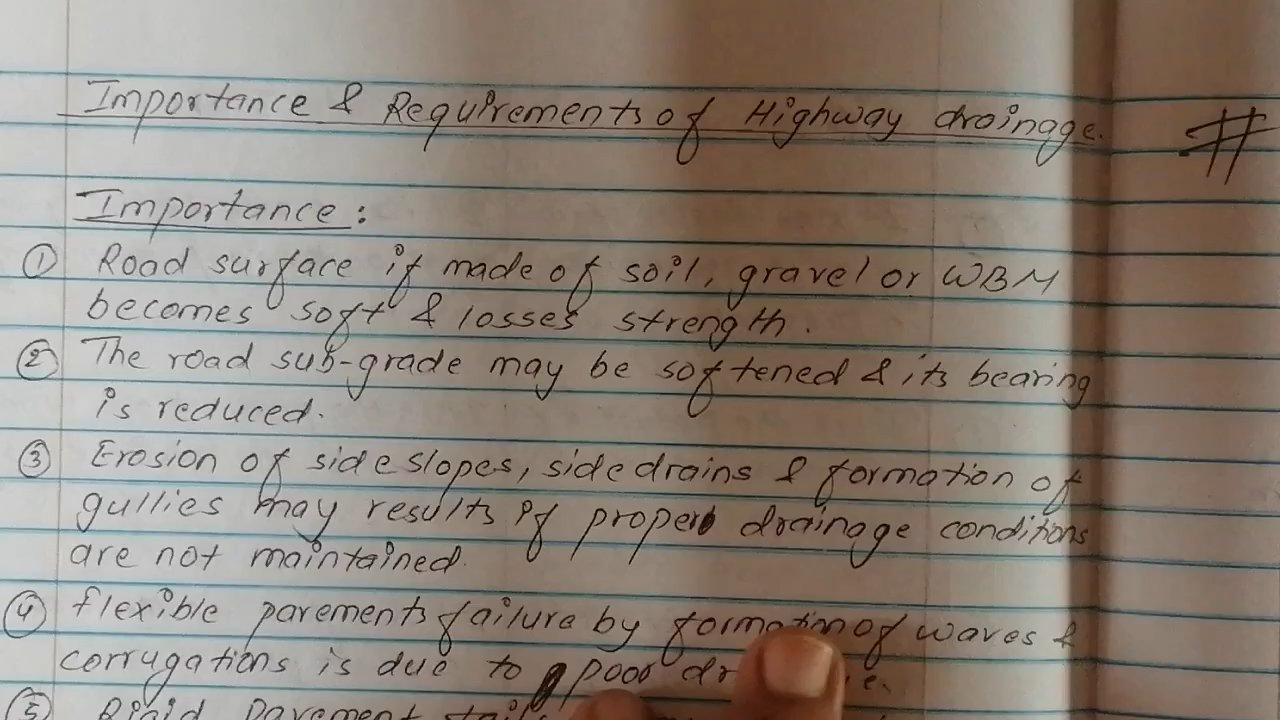 Importance & Requirements of Highway drainage.
#
Importance :
① Road surface if made of soil, gravel or WBM
becomes soft & losses strength.
② The road sub-grade may be softened & its bearing
is reduced.
③ Erosion of side slopes, side drains & formation of
gullies may results if proper drainage conditions
are not maintained.
④ flexible pavements failure by formation of waves &
corrugations is due to poor
⑤ Rigid Pavement